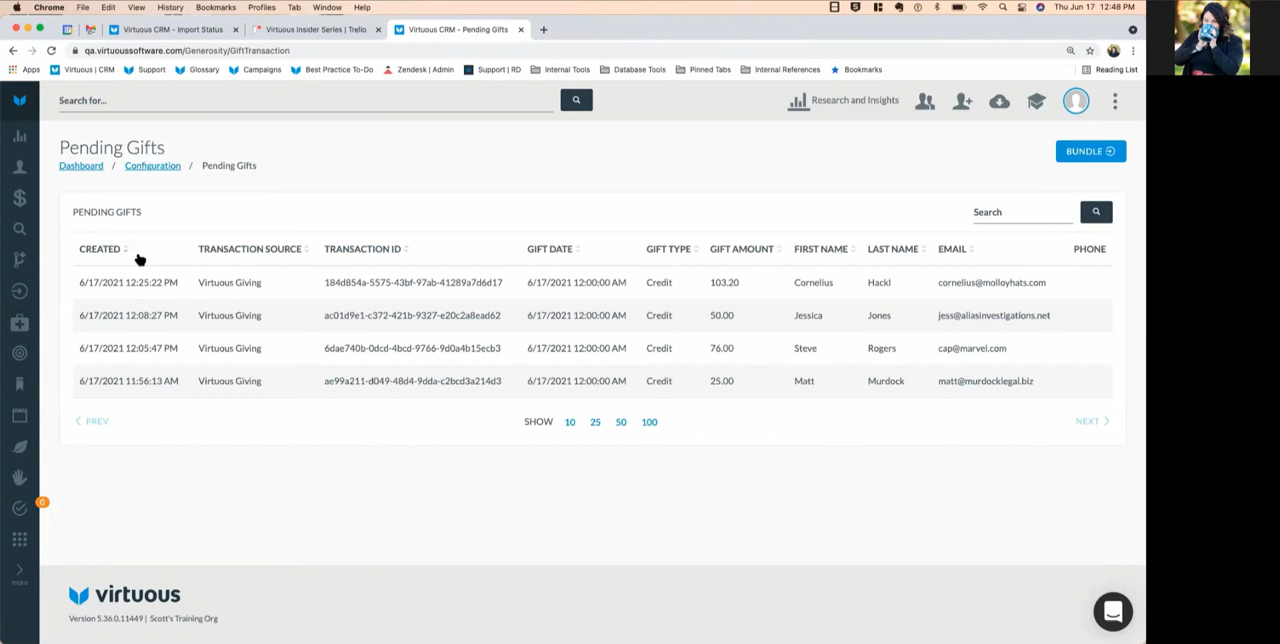 Chrome File Edit View History Bookmarks Profiles Tab Window Help Thu Jun 17 12:48 PM
Virtuous CRM - Import Status Virtuous Insider Series | Trello Virtuous CRM - Pending Gifts
qa.virtuoussoftware.com/Generosity/GiftTransaction
Apps Virtuous | CRM Support Glossary Campaigns Best Practice To-Do Zendesk | Admin Support | RD Internal Tools Database Tools Pinned Tabs Internal References Bookmarks Reading List
Search for... Research and Insights
Pending Gifts
Dashboard / Configuration / Pending Gifts
BUNDLE
PENDING GIFTS Search
CREATED TRANSACTION SOURCE TRANSACTION ID GIFT DATE GIFT TYPE GIFT AMOUNT FIRST NAME LAST NAME EMAIL PHONE
6/17/2021 12:25:22 PM Virtuous Giving 184d854a-5575-43bf-97ab-41289a7d6d17 6/17/2021 12:00:00 AM Credit 103.20 Cornelius Hackl cornelius@molloyhats.com
6/17/2021 12:08:27 PM Virtuous Giving ac01d9e1-c372-421b-9327-e20c2a8ead62 6/17/2021 12:00:00 AM Credit 50.00 Jessica Jones jess@aliasinvestigations.net
6/17/2021 12:05:47 PM Virtuous Giving 6dae740b-0dcd-4bcd-9766-9d0a4b15ecb3 6/17/2021 12:00:00 AM Credit 76.00 Steve Rogers cap@marvel.com
6/17/2021 11:56:13 AM Virtuous Giving ae99a211-d049-48d4-9dda-c2bcd3a214d3 6/17/2021 12:00:00 AM Credit 25.00 Matt Murdock matt@murdocklegal.biz
PREV SHOW 10 25 50 100 NEXT
0
more
virtuous
Version 5.36.0.11449 | Scott's Training Org